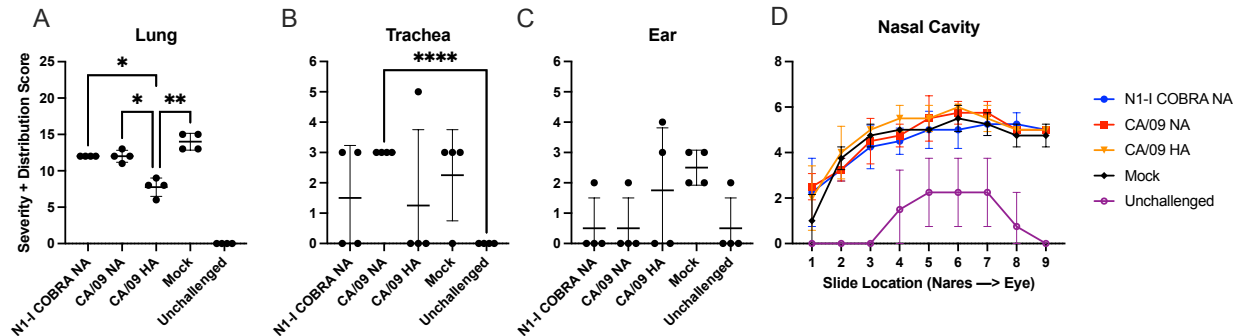 A
Lung
Severity + Distribution Score
25
20
15
10
5
0
*
*
**
N1-I COBRA NA
CA/09 NA
CA/09 HA
Mock
Unchallenged
B
Trachea
6
5
4
3
2
1
0
****
N1-I COBRA NA
CA/09 NA
CA/09 HA
Mock
Unchallenged
C
Ear
6
5
4
3
2
1
0
N1-I COBRA NA
CA/09 NA
CA/09 HA
Mock
Unchallenged
D
Nasal Cavity
8
6
4
2
0
1 2 3 4 5 6 7 8 9
Slide Location (Nares —> Eye)
N1-I COBRA NA
CA/09 NA
CA/09 HA
Mock
Unchallenged